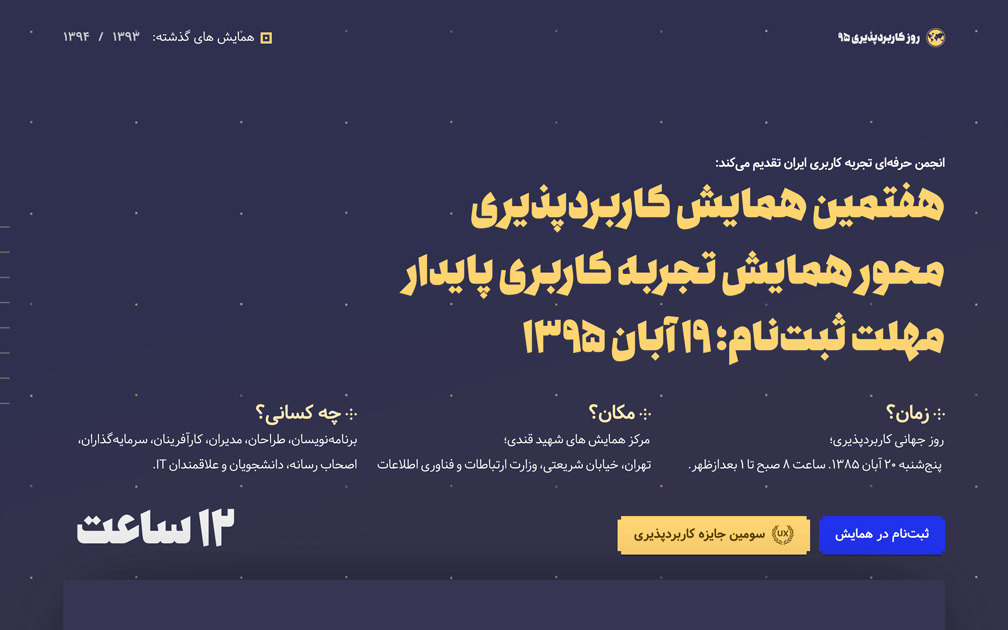 روز کاربردپذیری ۹۵
همایش های گذشته: ۱۳۹۳ / ۱۳۹۴
انجمن حرفه‌ای تجربه کاربری ایران تقدیم می‌کند:
هفتمین همایش کاربردپذیری
محور همایش تجربه کاربری پایدار
مهلت ثبت‌نام؛ ۱۹ آبان ۱۳۹۵
زمان؟
روز جهانی کاربردپذیری؛
پنج‌شنبه ۲۰ آبان ۱۳۸۵. ساعت ۸ صبح تا ۱ بعدازظهر.
مکان؟
مرکز همایش های شهید قندی؛
تهران، خیابان شریعتی، وزارت ارتباطات و فناوری اطلاعات
چه کسانی؟
برنامه‌نویسان، طراحان، مدیران، کارآفرینان، سرمایه‌گذاران،
اصحاب رسانه، دانشجویان و علاقمندان IT.
ثبت‌نام در همایش
UX سومین جایزه کاربردپذیری
۱۲ ساعت